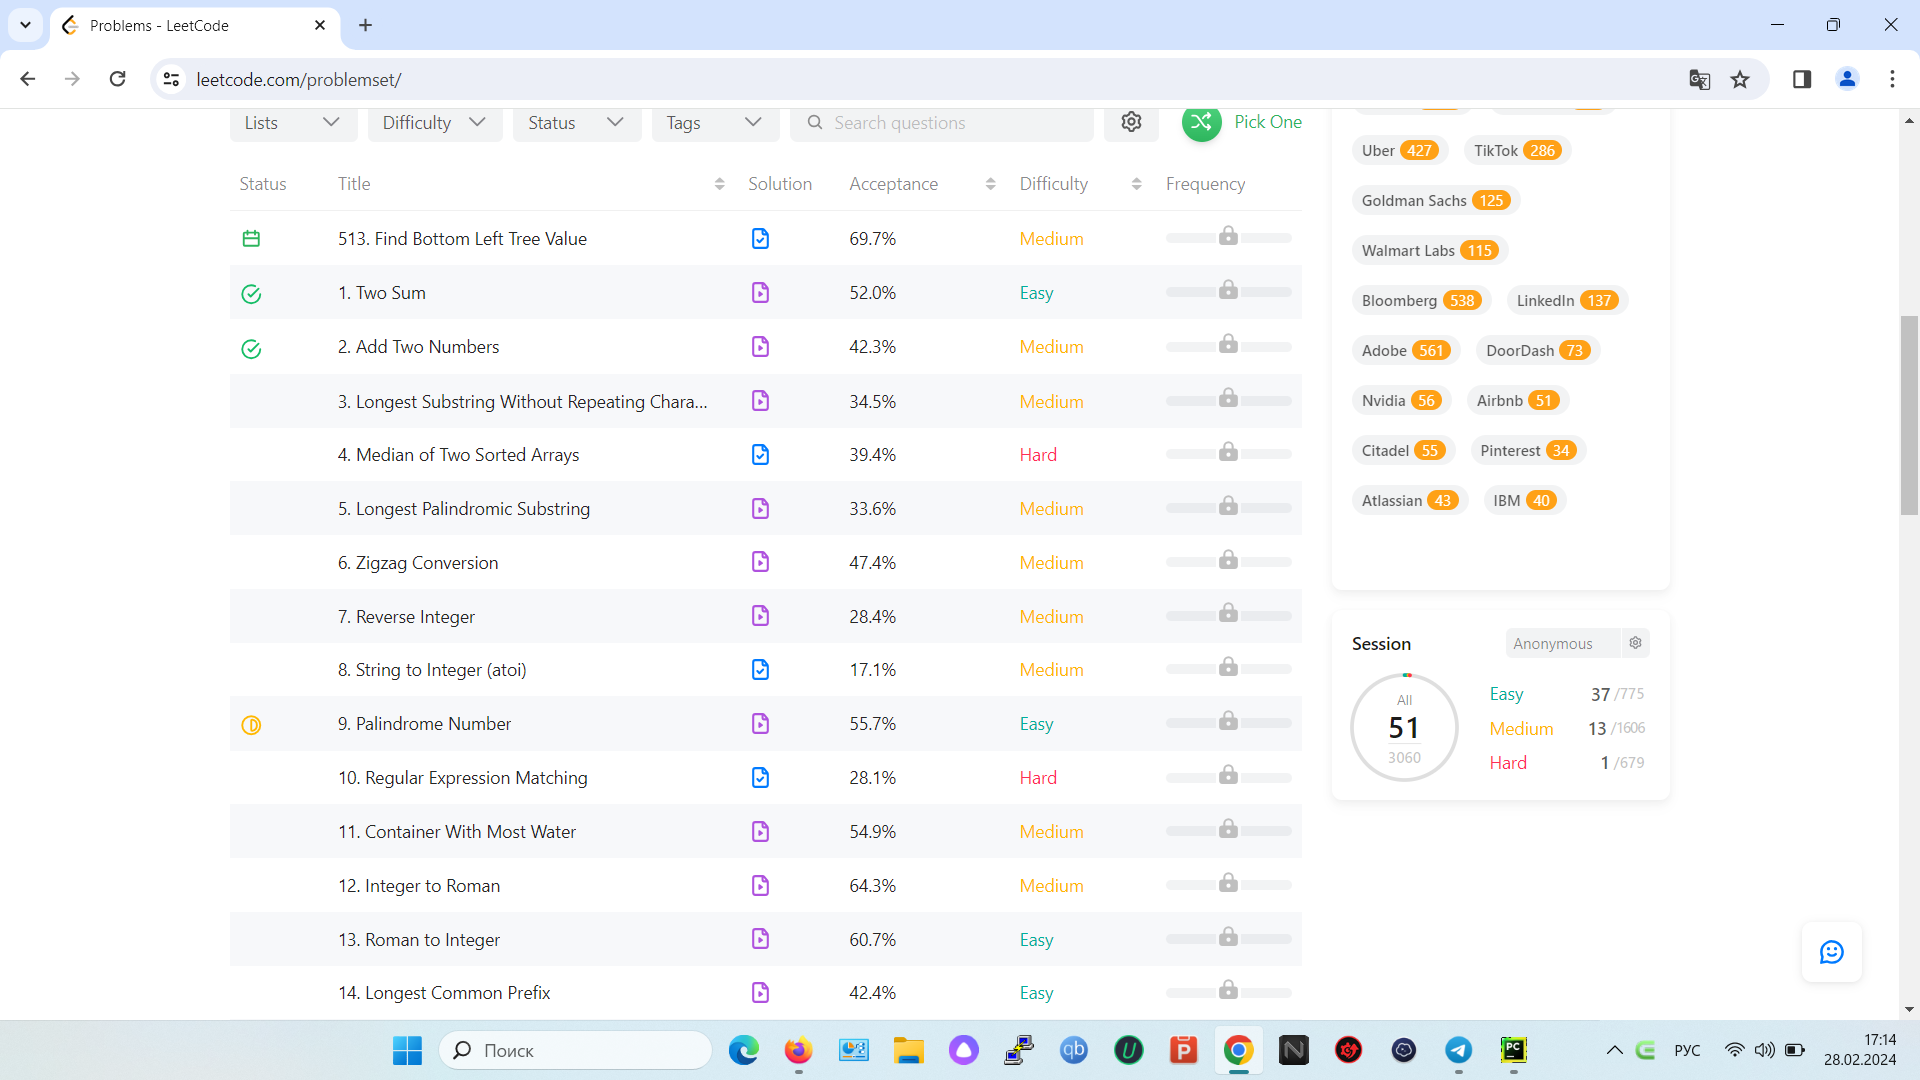 Problems - LeetCode
leetcode.com/problemset/
Lists Difficulty Status Tags Search questions Pick One
Status Title Solution Acceptance Difficulty Frequency
513. Find Bottom Left Tree Value 69.7% Medium
1. Two Sum 52.0% Easy
2. Add Two Numbers 42.3% Medium
3. Longest Substring Without Repeating Chara... 34.5% Medium
4. Median of Two Sorted Arrays 39.4% Hard
5. Longest Palindromic Substring 33.6% Medium
6. Zigzag Conversion 47.4% Medium
7. Reverse Integer 28.4% Medium
8. String to Integer (atoi) 17.1% Medium
9. Palindrome Number 55.7% Easy
10. Regular Expression Matching 28.1% Hard
11. Container With Most Water 54.9% Medium
12. Integer to Roman 64.3% Medium
13. Roman to Integer 60.7% Easy
14. Longest Common Prefix 42.4% Easy
Uber 427 TikTok 286
Goldman Sachs 125
Walmart Labs 115
Bloomberg 538 LinkedIn 137
Adobe 561 DoorDash 73
Nvidia 56 Airbnb 51
Citadel 55 Pinterest 34
Atlassian 43 IBM 40
Session Anonymous
All
51
3060
Easy 37 /775
Medium 13 /1606
Hard 1 /679
Поиск
qb
U
P
N
PC
РУС
17:14
28.02.2024